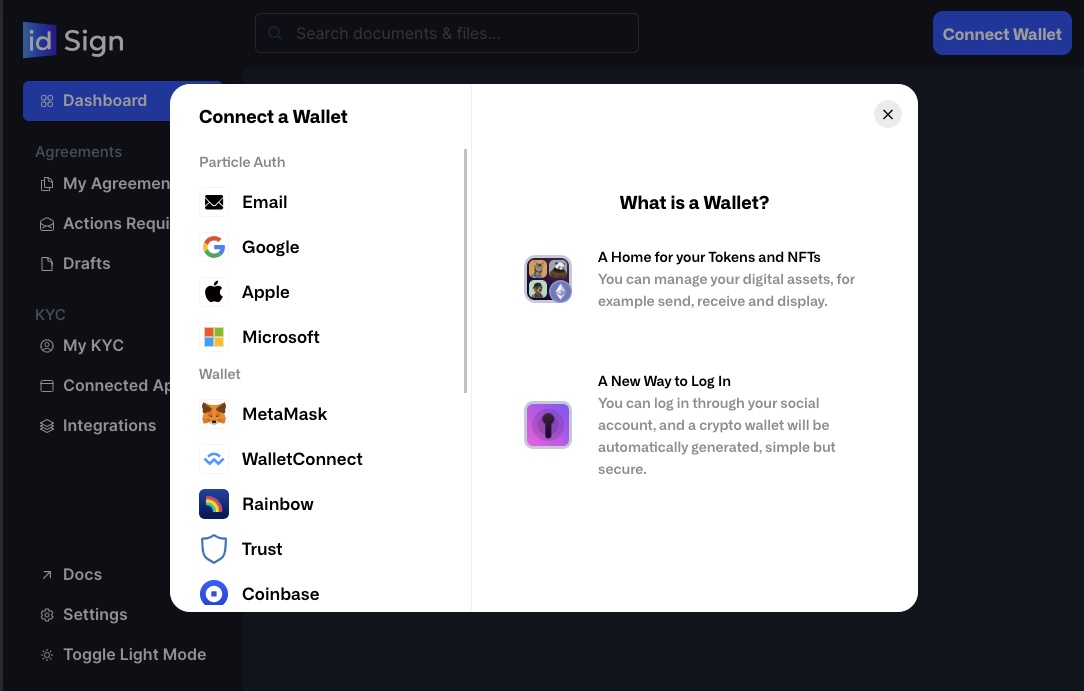 id Sign
Search documents & files...
Connect Wallet
Dashboard
Agreements
My Agreemen
Actions Requi
Drafts
KYC
My KYC
Connected Ap
Integrations
Docs
Settings
Toggle Light Mode
Connect a Wallet
Particle Auth
Email
Google
Apple
Microsoft
Wallet
MetaMask
WalletConnect
Rainbow
Trust
Coinbase
What is a Wallet?
A Home for your Tokens and NFTs
You can manage your digital assets, for
example send, receive and display.
A New Way to Log In
You can log in through your social
account, and a crypto wallet will be
automatically generated, simple but
secure.